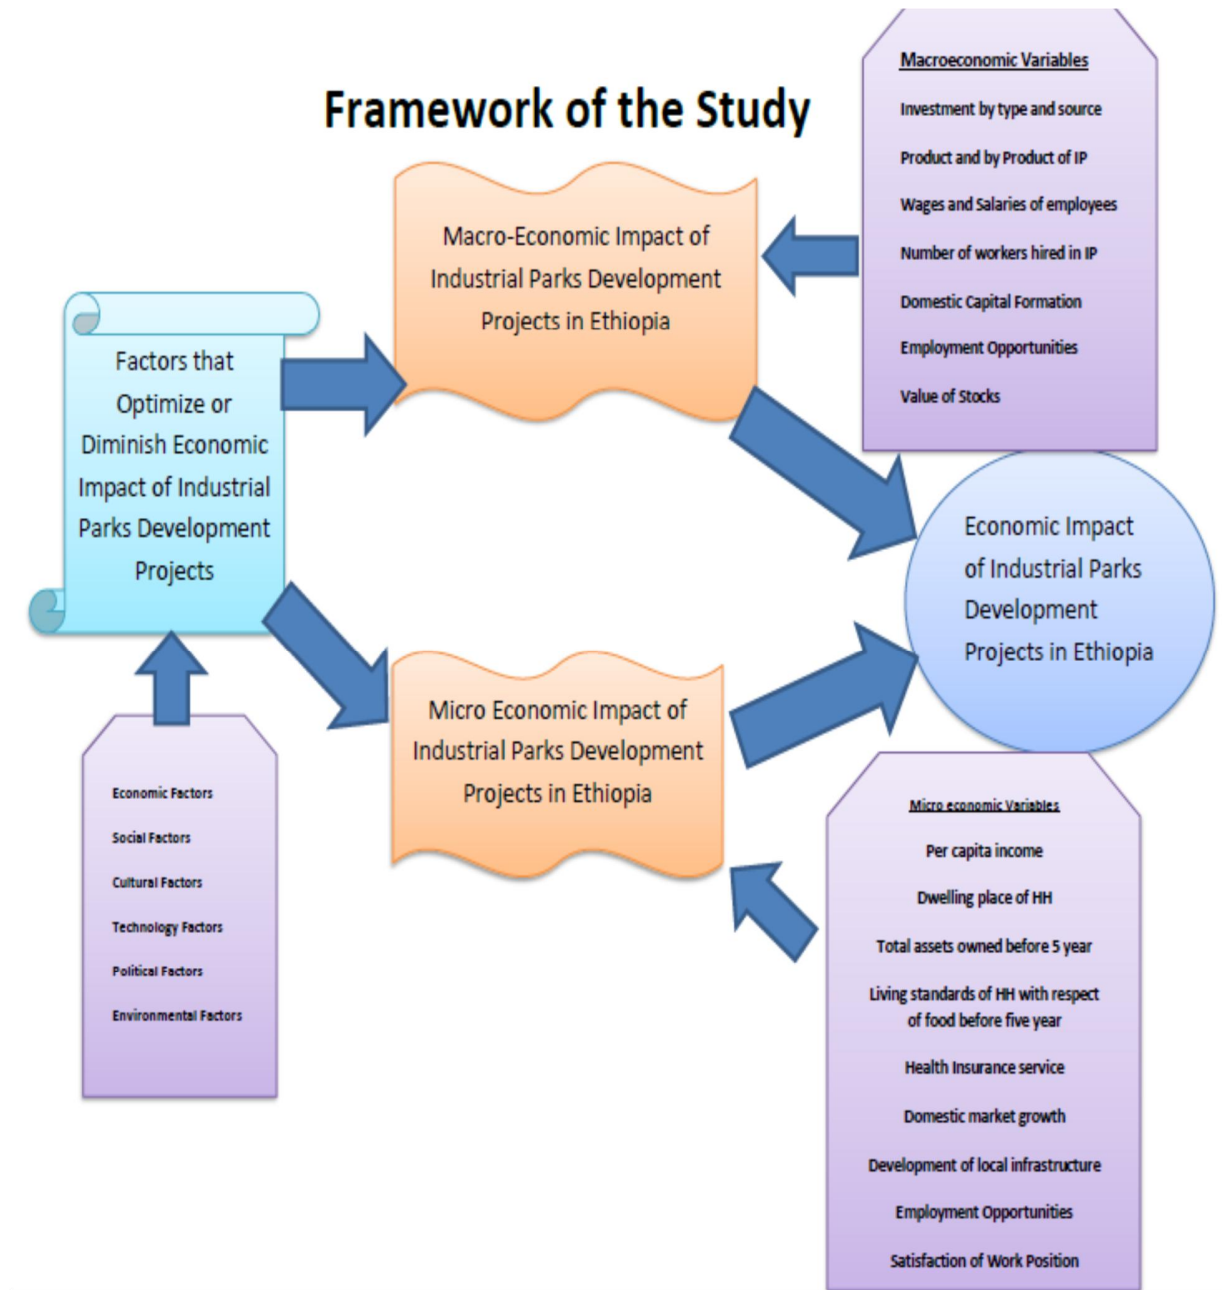 Framework of the Study
Macroeconomic Variables
Investment by type and source
Product and by Product of IP
Wages and Salaries of employees
Number of workers hired in IP
Domestic Capital Formation
Employment Opportunities
Value of Stocks
Macro-Economic Impact of
Industrial Parks Development
Projects in Ethiopia
Factors that
Optimize or
Diminish Economic
Impact of Industrial
Parks Development
Projects
Economic Impact
of Industrial Parks
Development
Projects in Ethiopia
Micro Economic Impact of
Industrial Parks Development
Projects in Ethiopia
Economic Factors
Social Factors
Cultural Factors
Technology Factors
Political Factors
Environmental Factors
Micro economic Variables
Per capita income
Dwelling place of HH
Total assets owned before 5 year
Living standards of HH with respect
of food before five year
Health Insurance service
Domestic market growth
Development of local infrastructure
Employment Opportunities
Satisfaction of Work Position